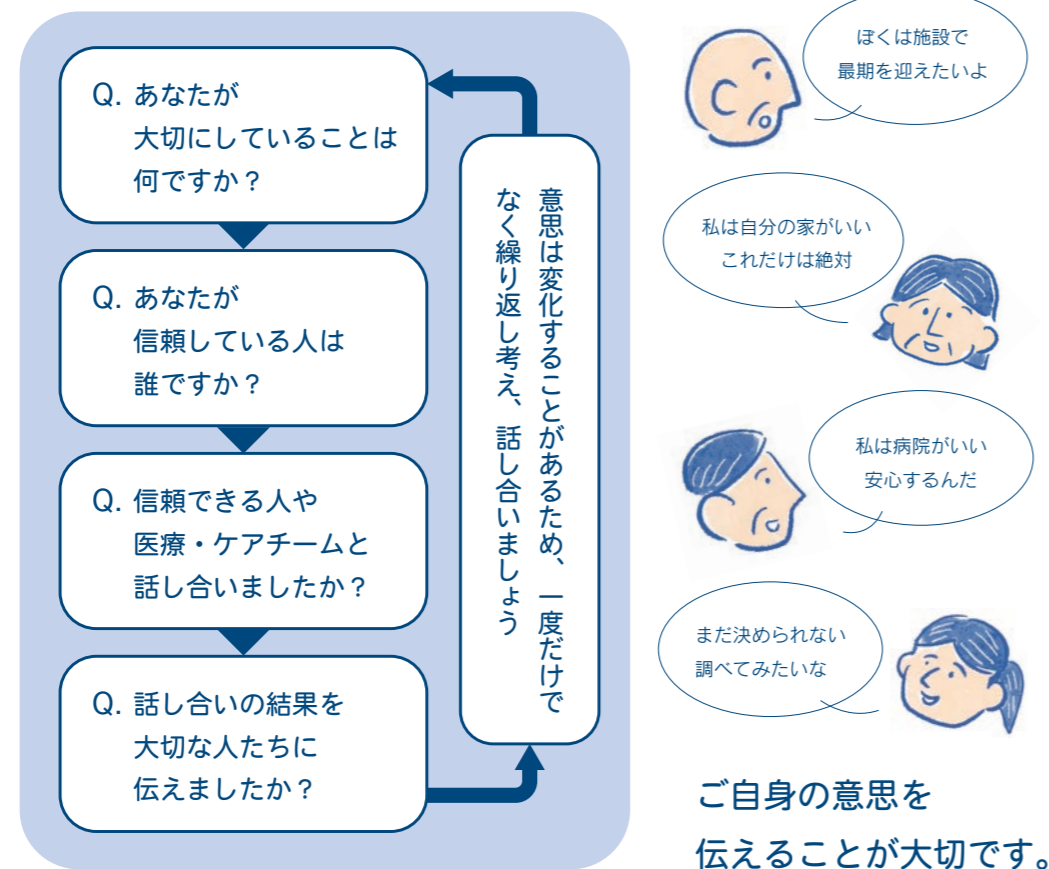 Q. あなたが
大切にしていることは
何ですか？
Q. あなたが
信頼している人は
誰ですか？
Q. 信頼できる人や
医療・ケアチームと
話し合いましたか？
Q. 話し合いの結果を
大切な人たちに
伝えましたか？
意思は変化することがあるため、一度だけで
なく繰り返し考え、話し合いましょう
ぼくは施設で
最期を迎えたいよ
私は自分の家がいい
これだけは絶対
私は病院がいい
安心するんだ
まだ決められない
調べてみたいな
ご自身の意思を
伝えることが大切です。